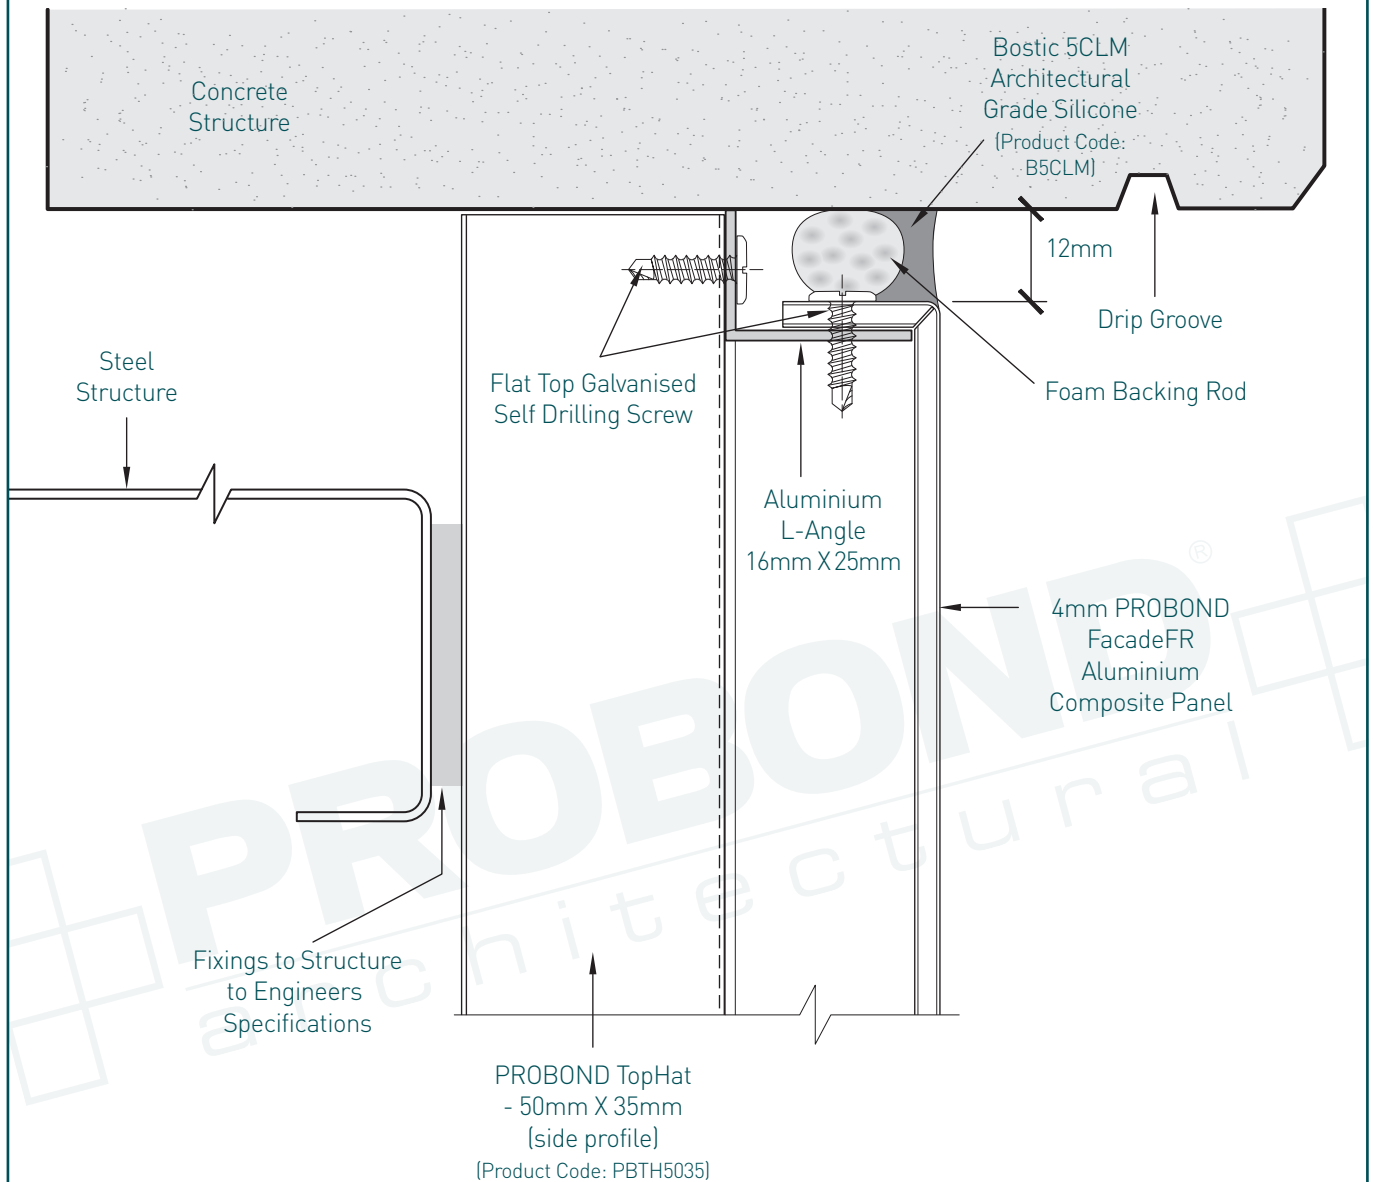 Concrete
Structure
Bostic 5CLM
Architectural
Grade Silicone
(Product Code:
B5CLM)
12mm
Drip Groove
Foam Backing Rod
Steel
Structure
Flat Top Galvanised
Self Drilling Screw
Aluminium
L-Angle
16mm X 25mm
4mm PROBOND
FacadeFR
Aluminium
Composite Panel
PROBOND®
architectural
Fixings to Structure
to Engineers
Specifications
PROBOND TopHat
- 50mm X 35mm
(side profile)
(Product Code: PBTH5035)